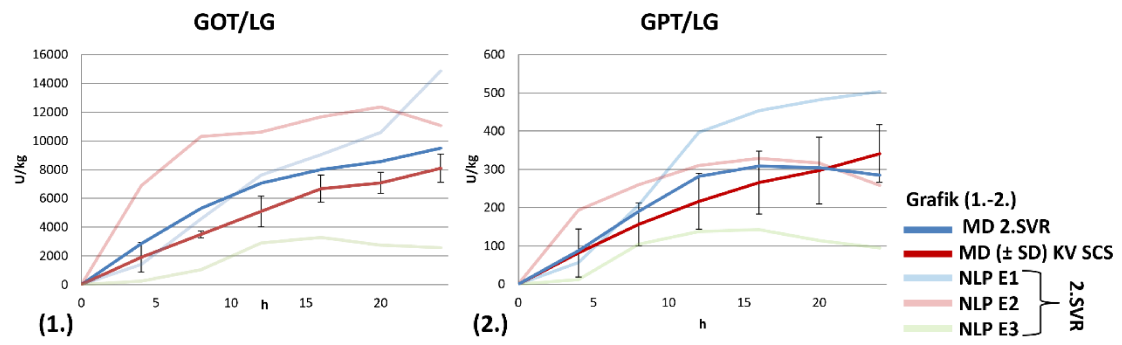 GOT/LG
16000
14000
12000
10000
8000
6000
4000
2000
0
U/kg
0
5
10
15
20
h
(1.)
GPT/LG
600
500
400
300
200
100
0
U/kg
0
5
10
15
20
h
(2.)
Grafik (1.-2.)
MD 2.SVR
MD (± SD) KV SCS
NLP E1
NLP E2
NLP E3
2.SVR